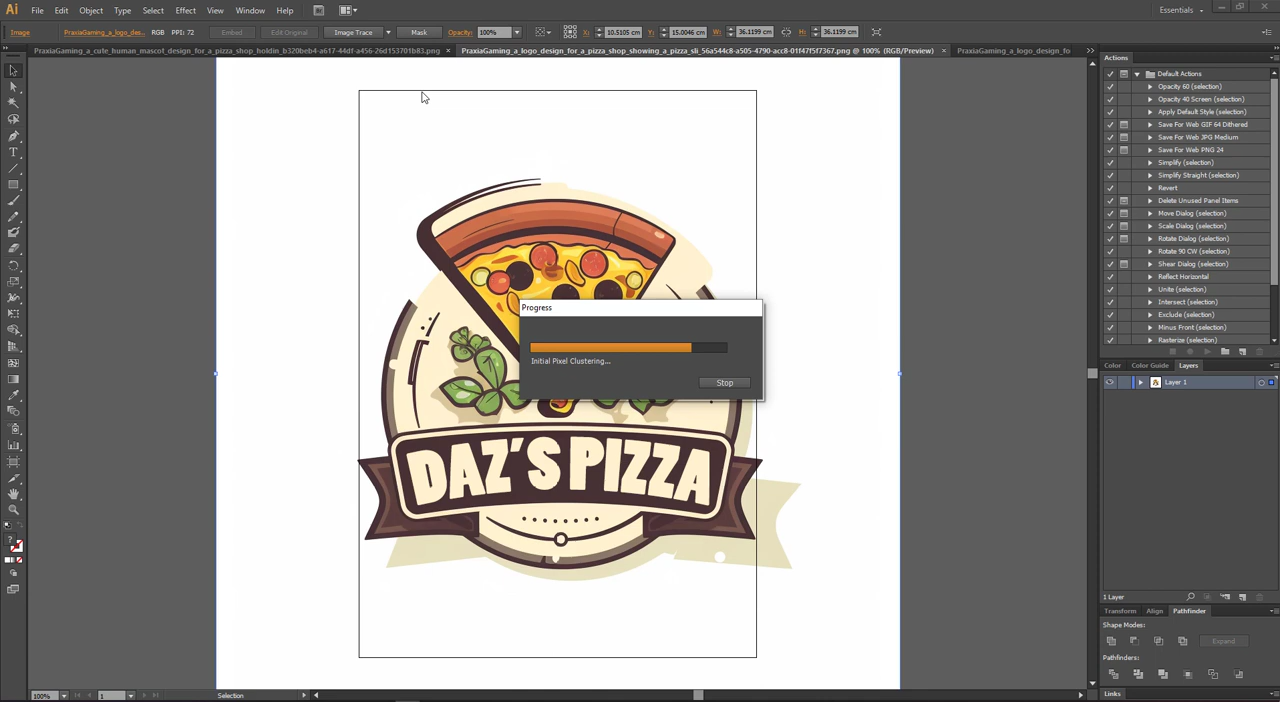 Ai File Edit Object Type Select Effect View Window Help Br Essentials
Image PraxiaGaming_a_logo_des... RGB PPI: 72 Embed Edit Original Image Trace Mask Opacity: 100% X: 10.5105 cm Y: 15.0046 cm W: 36.1199 cm H: 36.1199 cm
PraxiaGaming_a_cute_human_mascot_design_for_a_pizza_shop_holdin_b320beb4-a617-44df-a456-26d153701b83.png × PraxiaGaming_a_logo_design_for_a_pizza_shop_showing_a_pizza_sli_56a544c8-a505-4790-acc8-01f47f5f7367.png @ 100% (RGB/Preview) × PraxiaGaming_a_logo_design_fo
Actions
Default Actions
Opacity 60 (selection)
Opacity 40 Screen (selection)
Apply Default Style (selection)
Save For Web GIF 64 Dithered
Save For Web JPG Medium
Save For Web PNG 24
Simplify (selection)
Simplify Straight (selection)
Revert
Delete Unused Panel Items
Move Dialog (selection)
Scale Dialog (selection)
Rotate Dialog (selection)
Rotate 90 CW (selection)
Shear Dialog (selection)
Reflect Horizontal
Unite (selection)
Intersect (selection)
Exclude (selection)
Minus Front (selection)
Rasterize (selection)
Progress
Initial Pixel Clustering...
Stop
DAZ'S PIZZA
Color Color Guide Layers
Layer 1
1 Layer
Transform Align Pathfinder
Shape Modes:
Expand
Pathfinders:
Links
100% 1 Selection